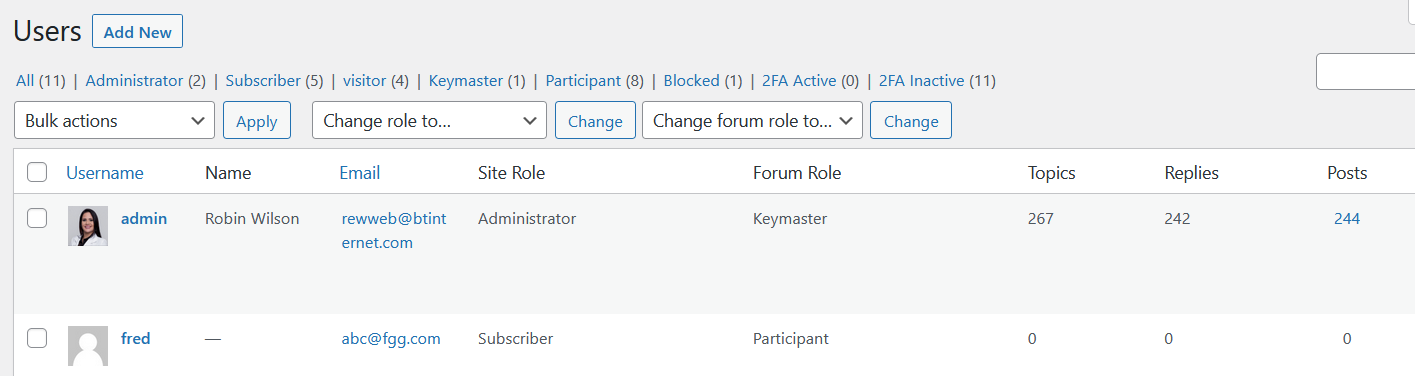 Users Add New
All (11) | Administrator (2) | Subscriber (5) | visitor (4) | Keymaster (1) | Participant (8) | Blocked (1) | 2FA Active (0) | 2FA Inactive (11)
Bulk actions Apply Change role to... Change Change forum role to... Change
Username Name Email Site Role Forum Role Topics Replies Posts
admin Robin Wilson rewweb@btint Administrator Keymaster 267 242 244
ernet.com
fred — abc@fgg.com Subscriber Participant 0 0 0